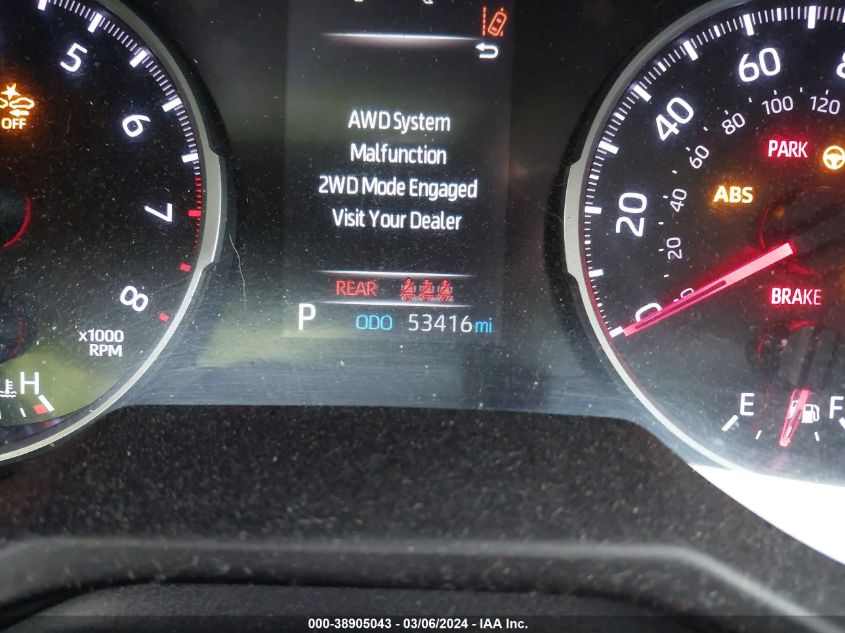 5
6
7
8
x1000
RPM
H
OFF
AWD System
Malfunction
2WD Mode Engaged
Visit Your Dealer
REAR
P ODO 53416 mi
0
20
40
60
20
40
60
80
100
120
PARK
ABS
BRAKE
E
F
000-38905043 - 03/06/2024 - IAA Inc.